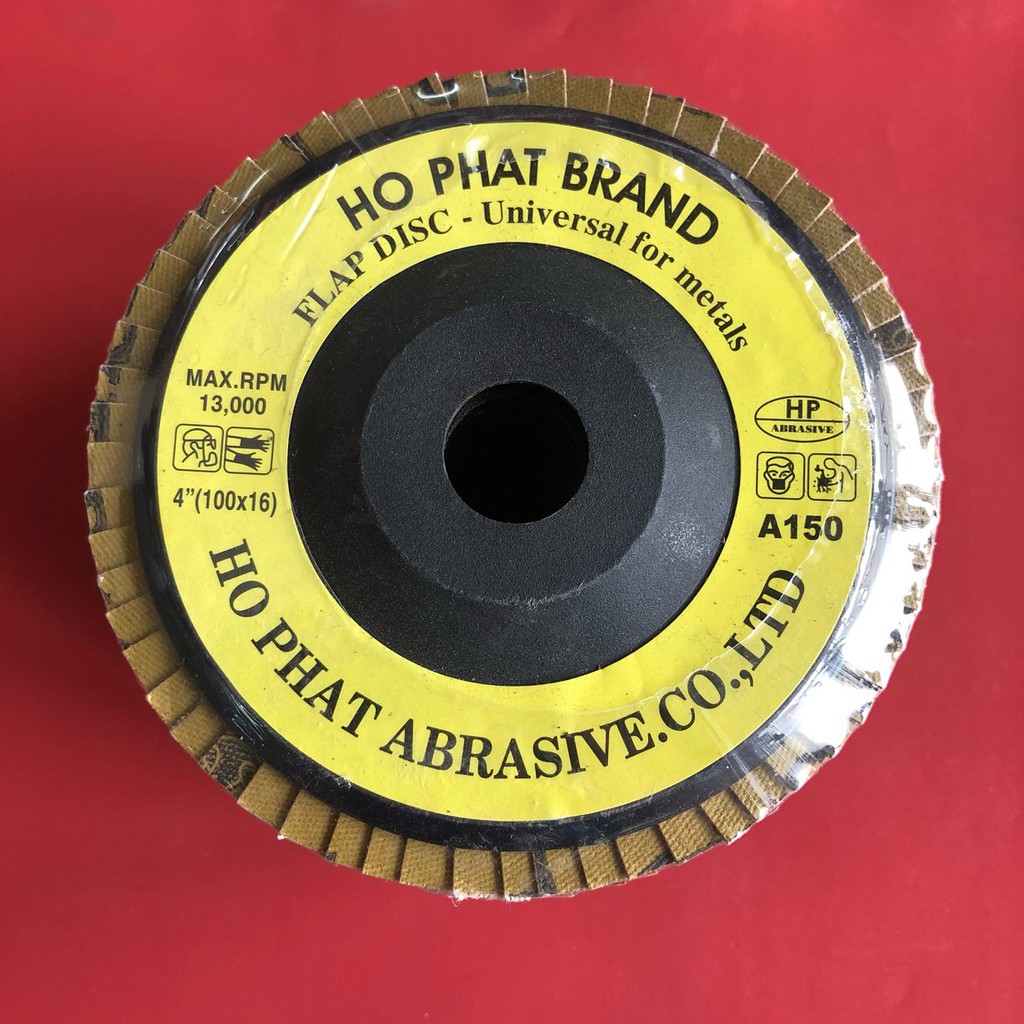 HO PHAT BRAND
FLAP DISC - Universal for metals
MAX.RPM
13,000
4”(100x16)
HP
ABRASIVE
A150
HO PHAT ABRASIVE.CO.,LTD